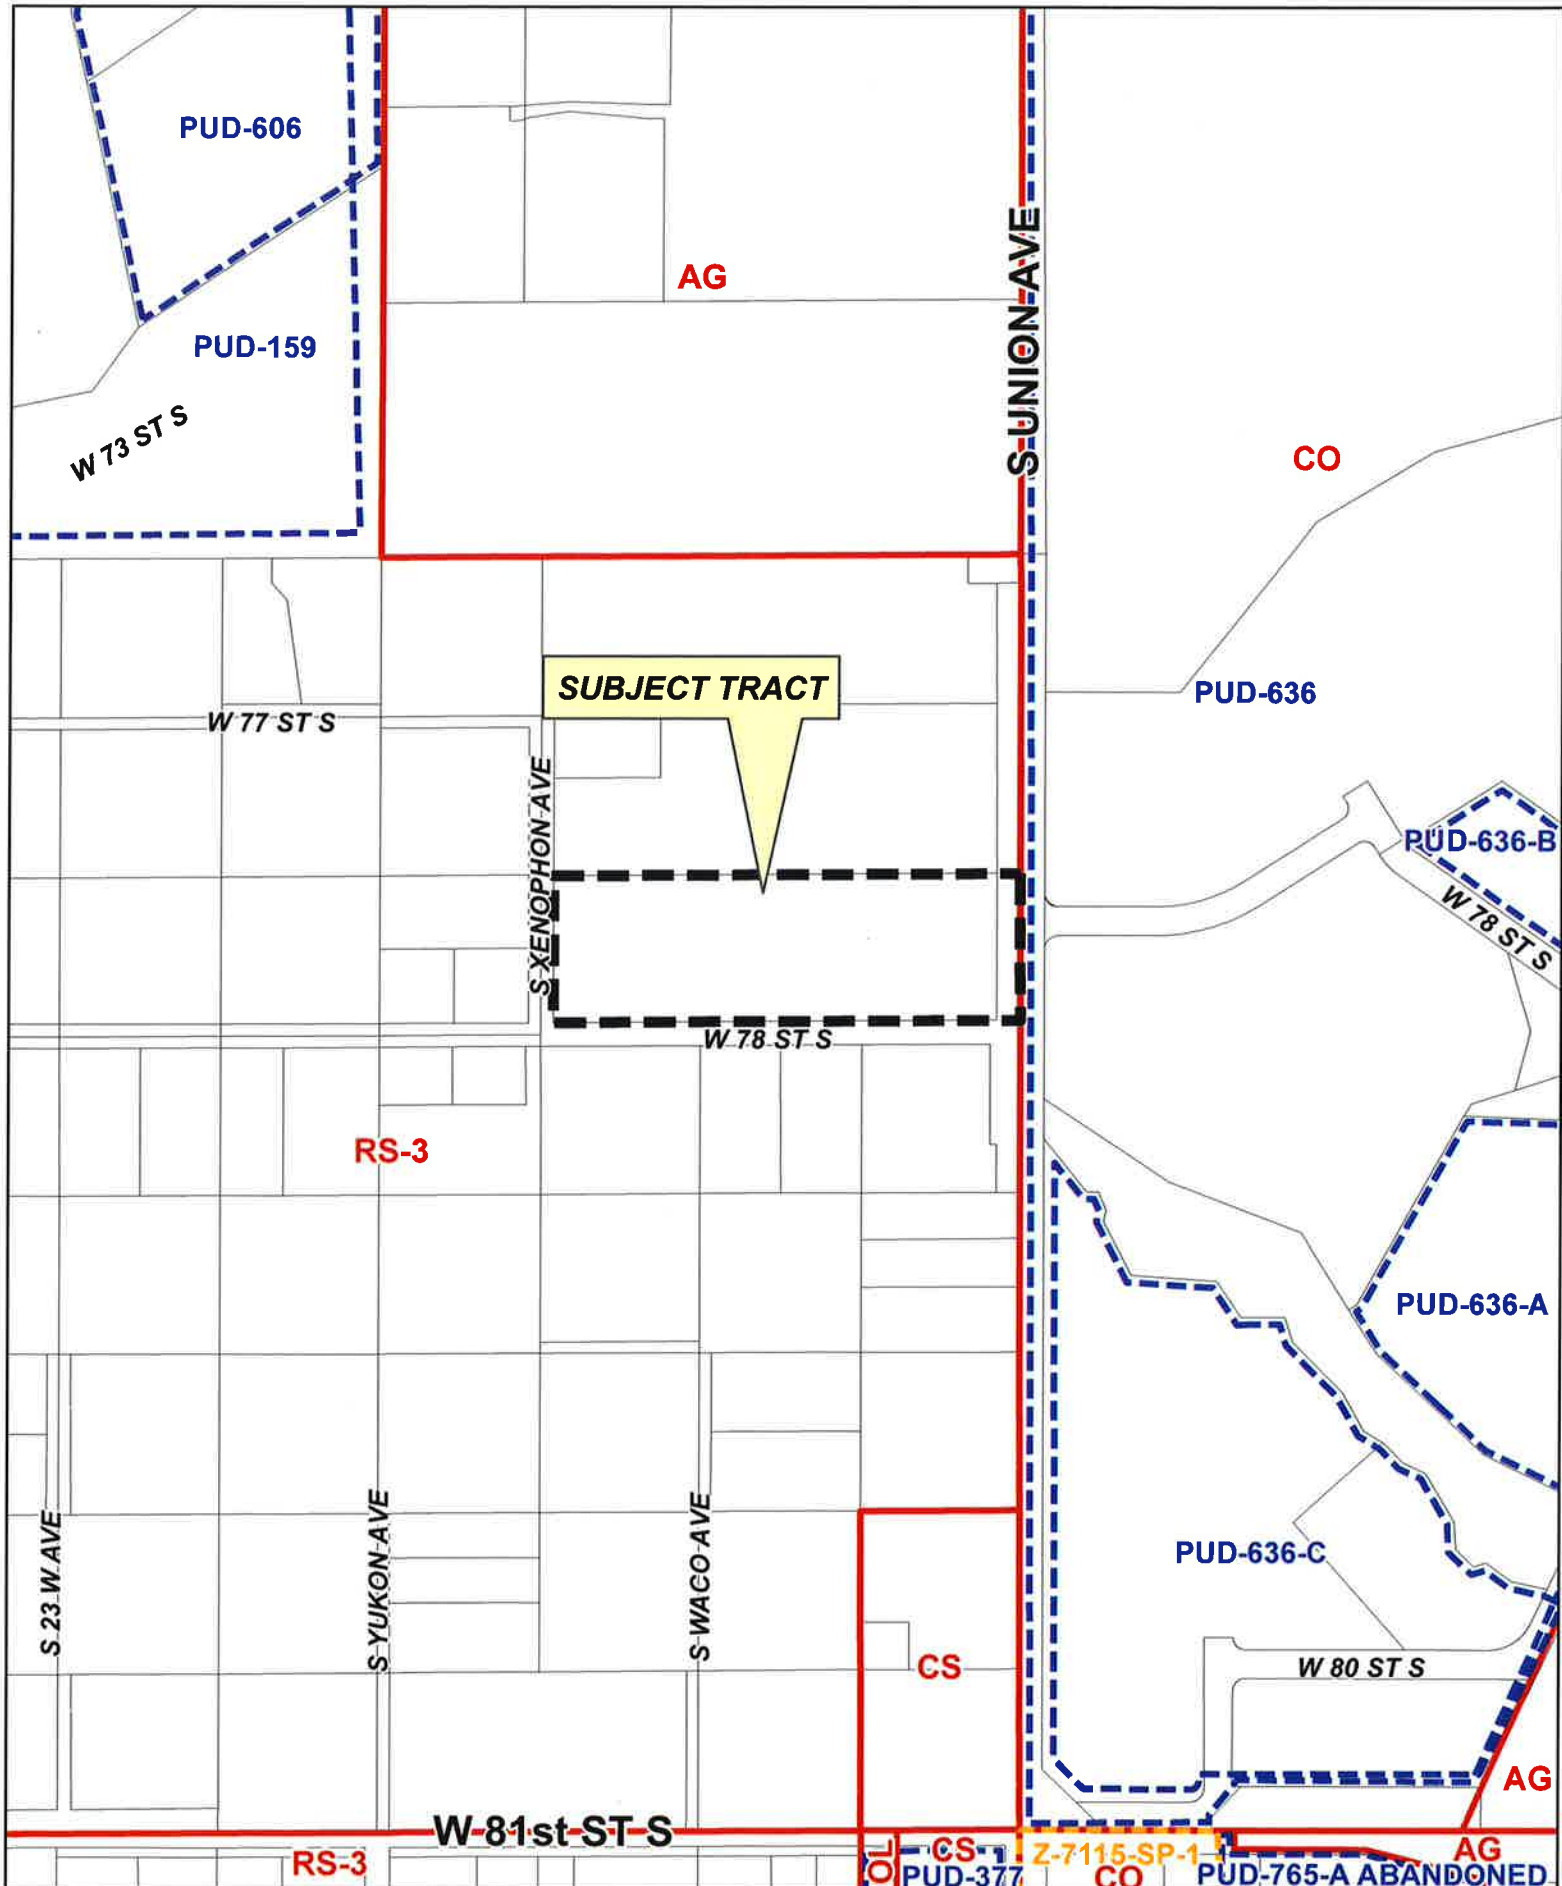 PUD-606
S UNION AVE
AG
PUD-159
W 73 ST S
CO
SUBJECT TRACT
PUD-636
W 77 ST S
S XENOPHON AVE
PUD-636-B
W 78 ST S
W 78 ST S
RS-3
PUD-636-A
S 23 W AVE
S YUKON AVE
S WACO AVE
PUD-636-C
CS
W 80 ST S
AG
W 81st ST S
RS-3
OL
CS
PUD-377
Z-7115-SP-1
CO
AG
PUD-765-A ABANDONED